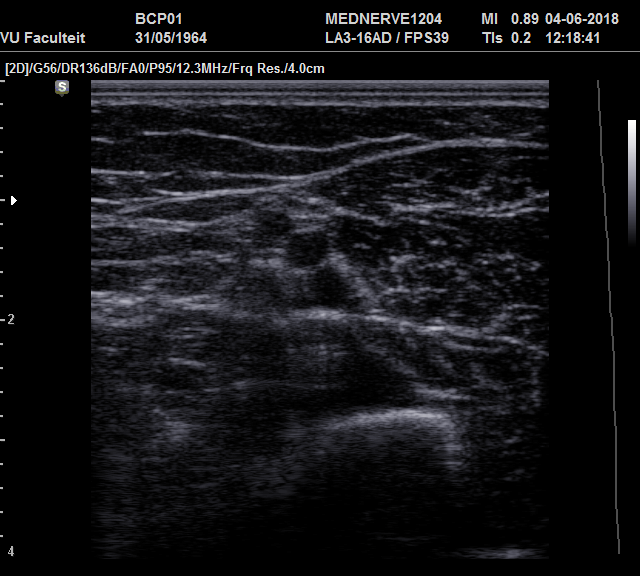 BCP01 MEDNERVE1204 MI 0.89 04-06-2018
VU Faculteit 31/05/1964 LA3-16AD / FPS39 TIs 0.2 12:18:41
[2D]/G56/DR136dB/FA0/P95/12.3MHz/Frq Res./4.0cm
S
2
4